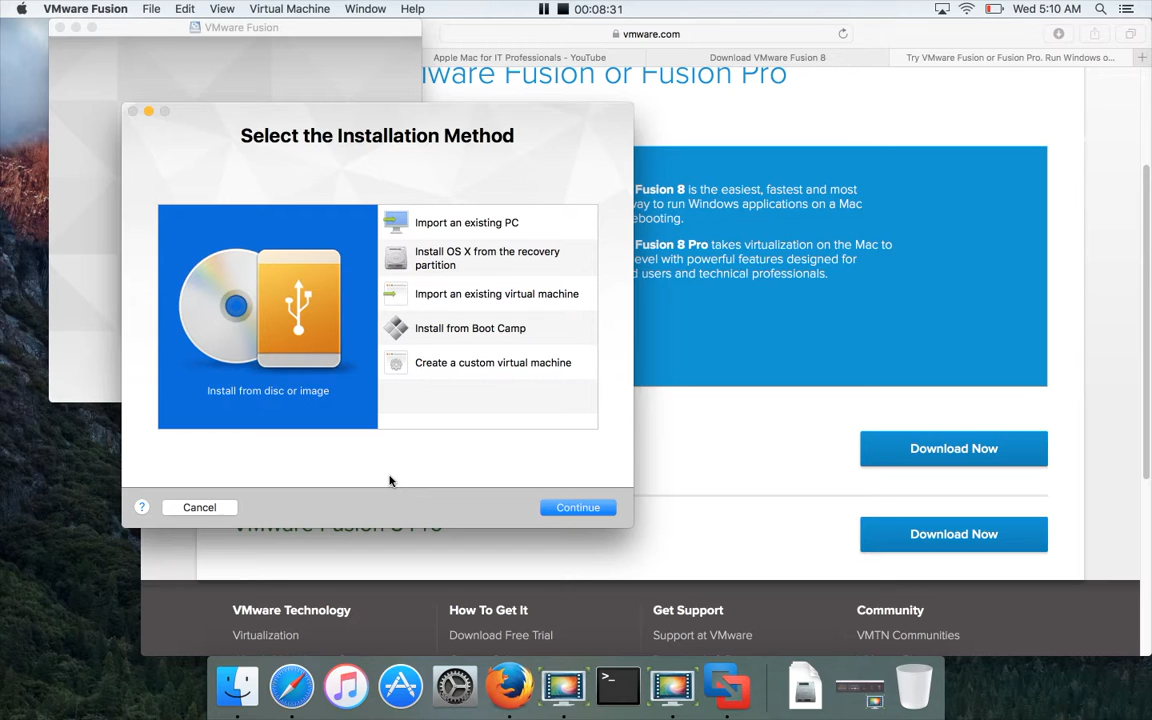 VMware Fusion File Edit View Virtual Machine Window Help 00:08:31 Wed 5:10 AM
VMware Fusion
vmware.com
Apple Mac for IT Professionals - YouTube
Download VMware Fusion 8
Try VMware Fusion or Fusion Pro. Run Windows o...
ware Fusion or Fusion Pro
Select the Installation Method
Install from disc or image
Import an existing PC
Install OS X from the recovery
partition
Import an existing virtual machine
Install from Boot Camp
Create a custom virtual machine
? Cancel Continue
Fusion 8 is the easiest, fastest and most
way to run Windows applications on a Mac
ebooting.
Fusion 8 Pro takes virtualization on the Mac to
level with powerful features designed for
d users and technical professionals.
Download Now
VMware Fusion 8 Pro
Download Now
VMware Technology
Virtualization
How To Get It
Download Free Trial
Get Support
Support at VMware
Community
VMTN Communities
>_